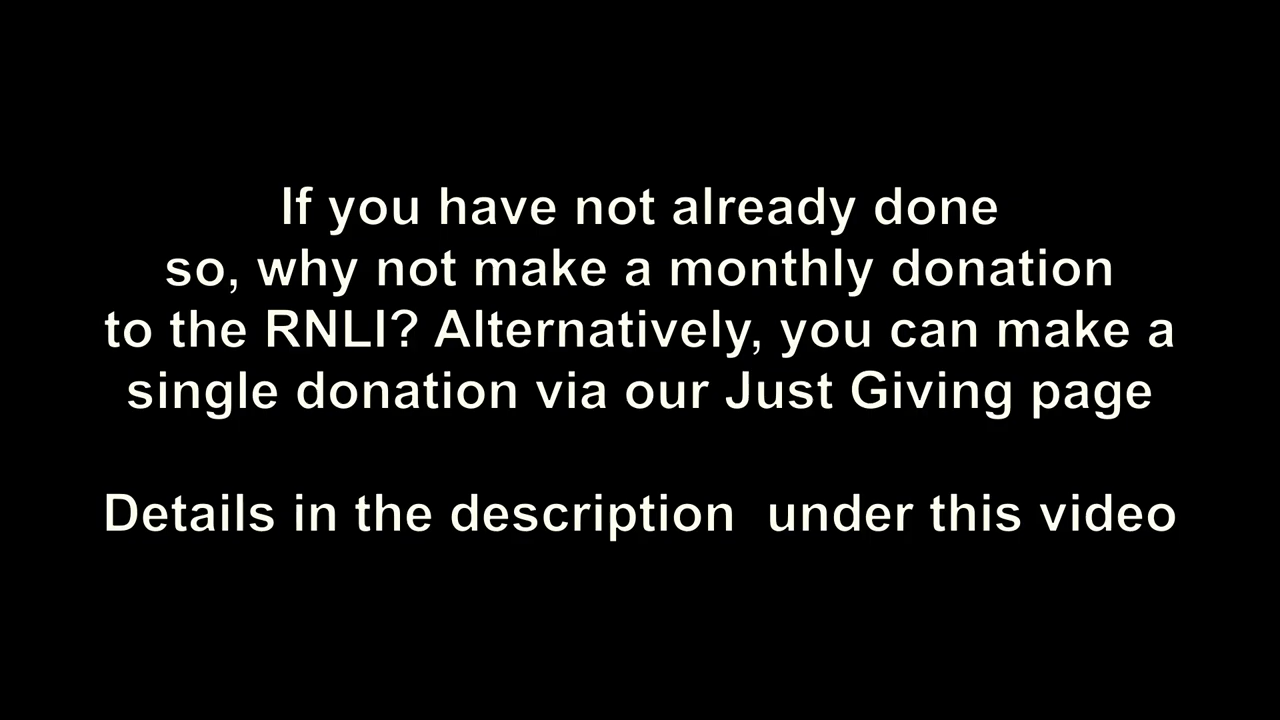 If you have not already done
so, why not make a monthly donation
to the RNLI? Alternatively, you can make a
single donation via our Just Giving page
Details in the description  under this video